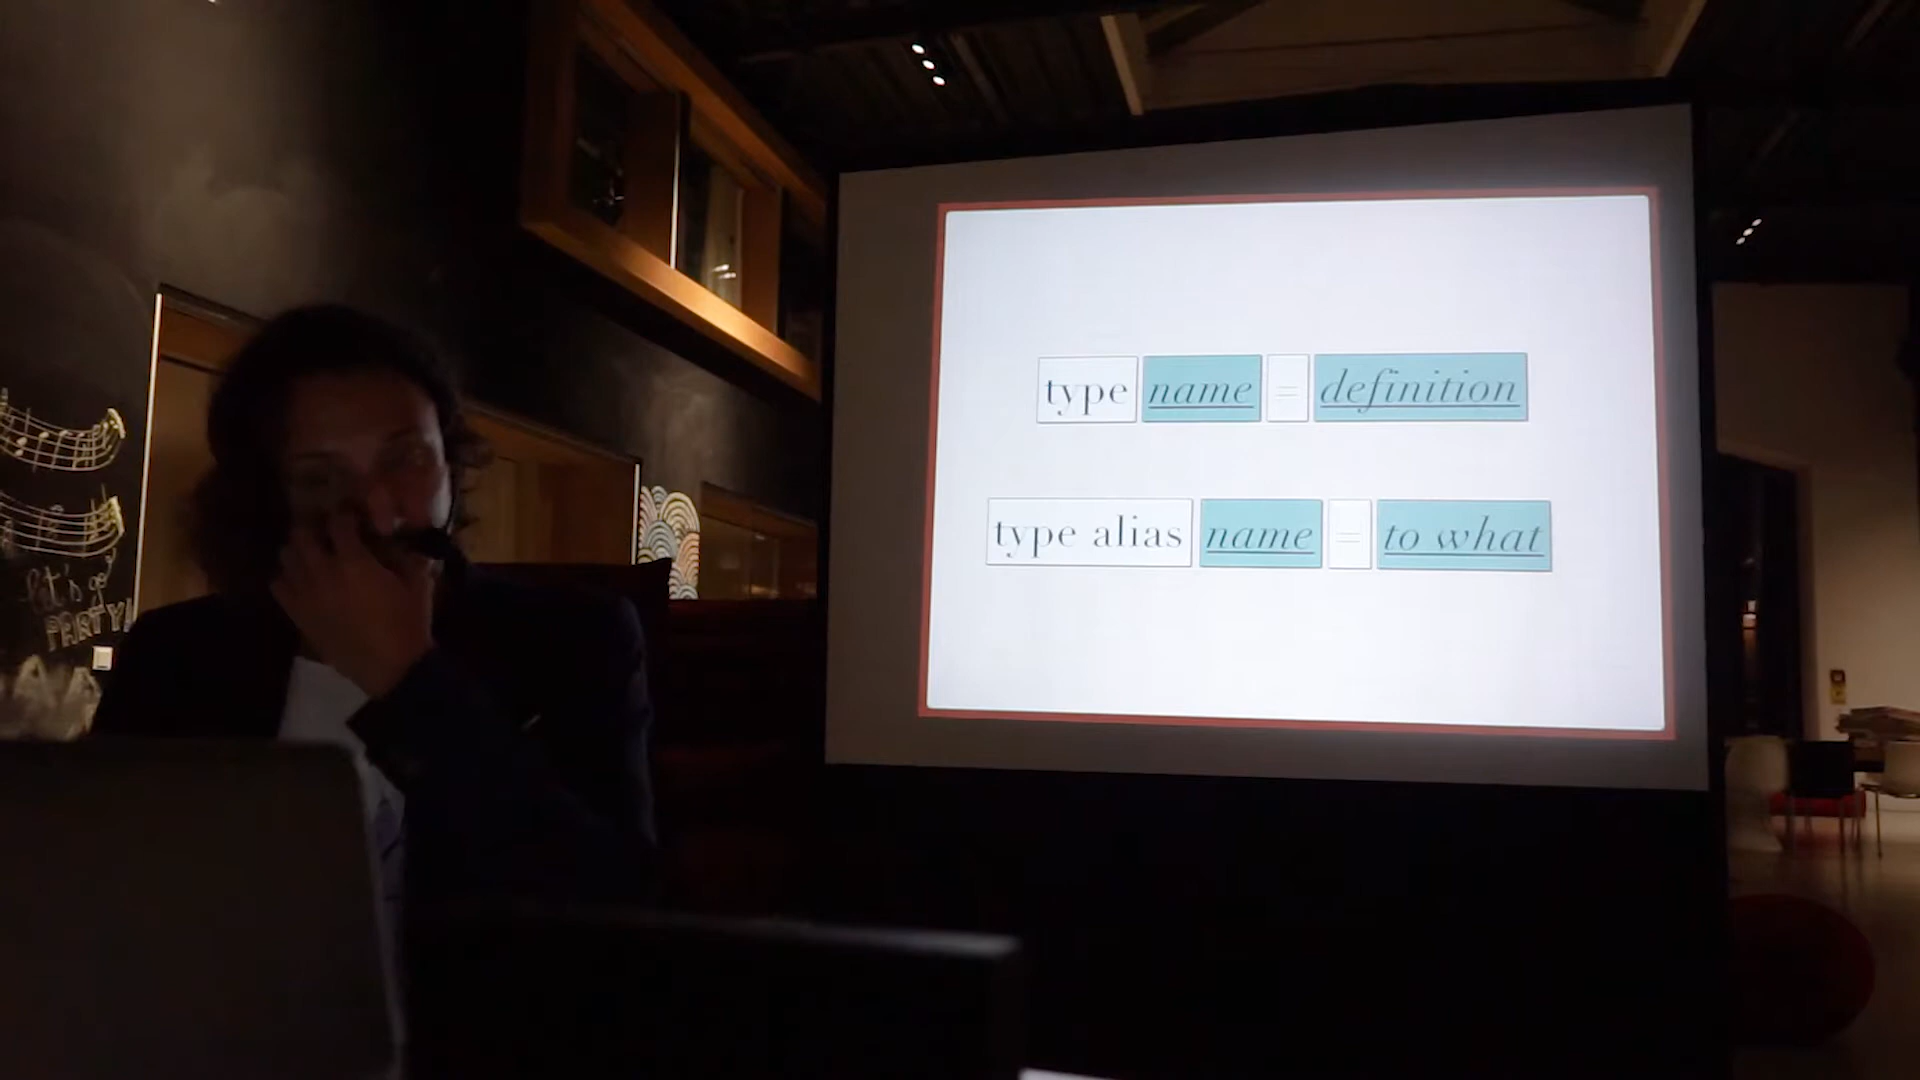 type name = definition
type alias name = to what
let's go
PARTY!